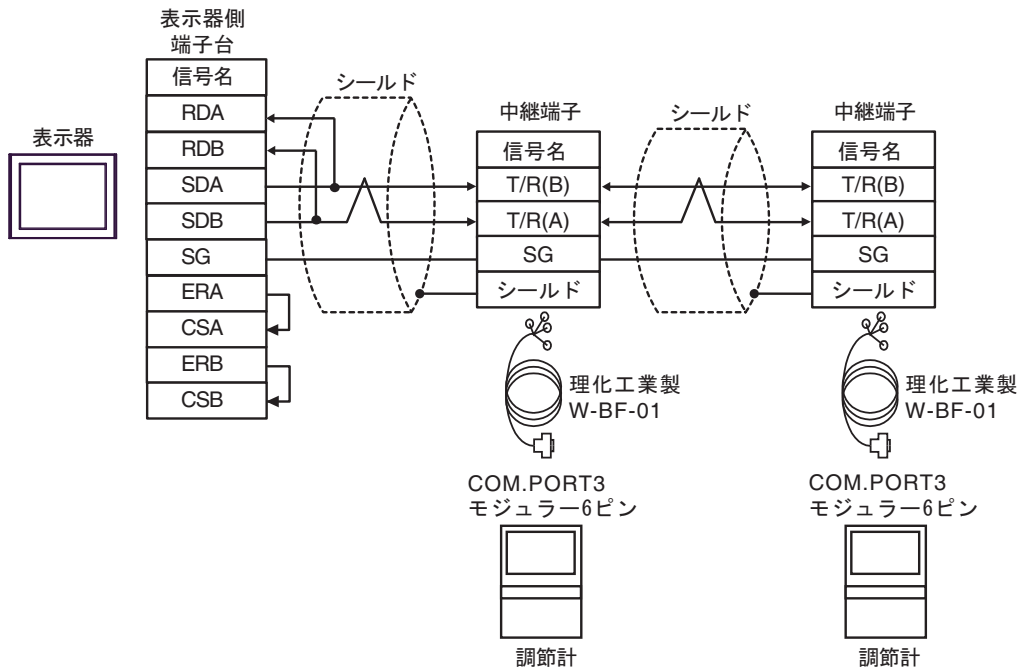 表示器
表示器側
端子台
信号名
RDA
RDB
SDA
SDB
SG
ERA
CSA
ERB
CSB
シールド
中継端子
信号名
T/R(B)
T/R(A)
SG
シールド
理化工業製
W-BF-01
COM.PORT3
モジュラー6ピン
調節計
シールド
中継端子
信号名
T/R(B)
T/R(A)
SG
シールド
理化工業製
W-BF-01
COM.PORT3
モジュラー6ピン
調節計